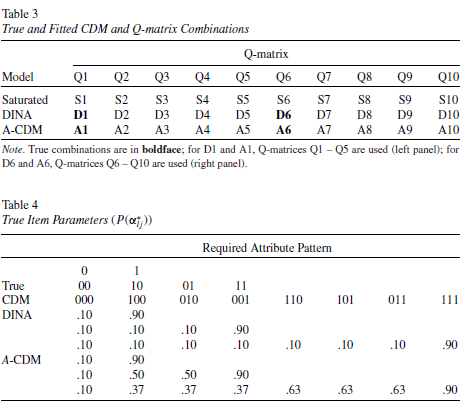 Table 3
True and Fitted CDM and Q-matrix Combinations
Q-matrix
Model Q1 Q2 Q3 Q4 Q5 Q6 Q7 Q8 Q9 Q10
Saturated S1 S2 S3 S4 S5 S6 S7 S8 S9 S10
DINA D1 D2 D3 D4 D5 D6 D7 D8 D9 D10
A-CDM A1 A2 A3 A4 A5 A6 A7 A8 A9 A10
Note. True combinations are in boldface; for D1 and A1, Q-matrices Q1 – Q5 are used (left panel); for
D6 and A6, Q-matrices Q6 – Q10 are used (right panel).
Table 4
True Item Parameters (P(α*lj))
Required Attribute Pattern
0 1
True 00 10 01 11
CDM 000 100 010 001 110 101 011 111
DINA .10 .90
.10 .10 .10 .90
.10 .10 .10 .10 .10 .10 .10 .90
A-CDM .10 .90
.10 .50 .50 .90
.10 .37 .37 .37 .63 .63 .63 .90